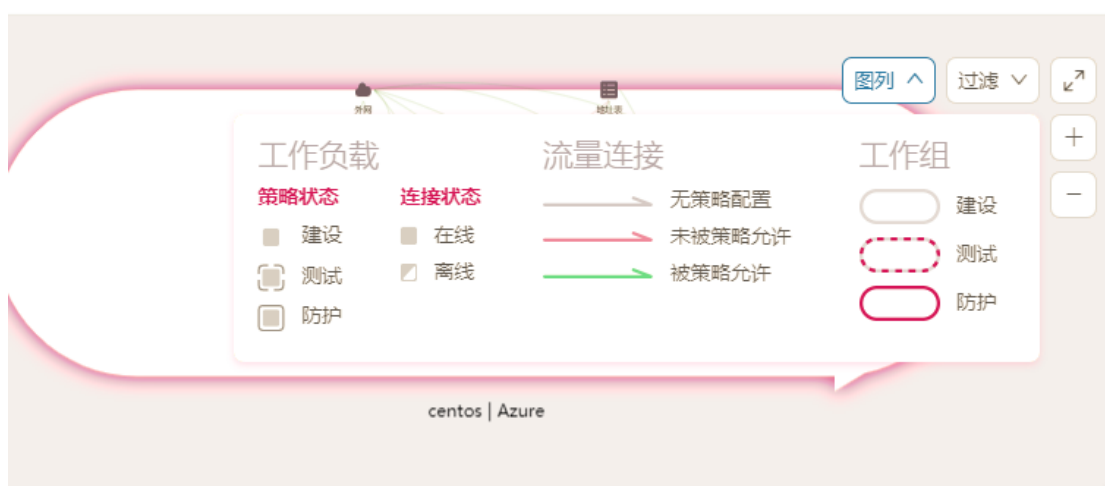 图列
过滤
外网
地址表
工作负载
流量连接
工作组
策略状态
连接状态
无策略配置
建设
建设
在线
未被策略允许
测试
离线
被策略允许
测试
防护
防护
centos | Azure